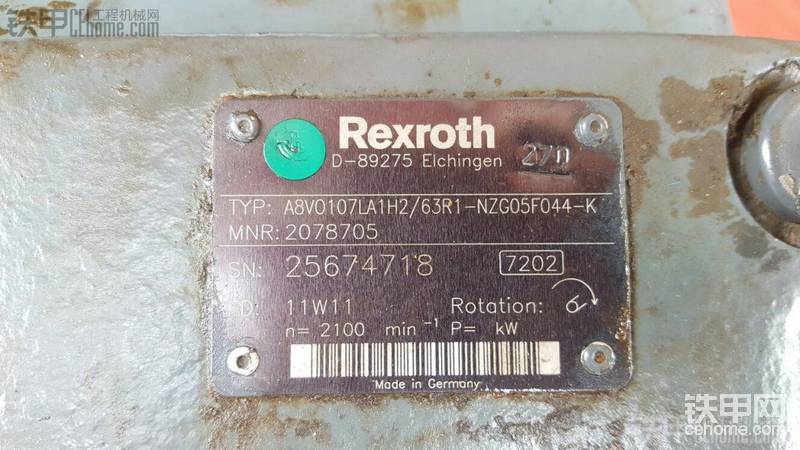 铁甲 工程机械网
CEhome.com
Rexroth
D-89275 Elchingen
270
TYP: A8VO107LA1H2/63R1-NZG05F044-K
MNR: 2078705
SN: 25674718 7202
D: 11W11 Rotation:
n= 2100 min⁻¹ P= kW
Made in Germany
铁甲网
cehome.com